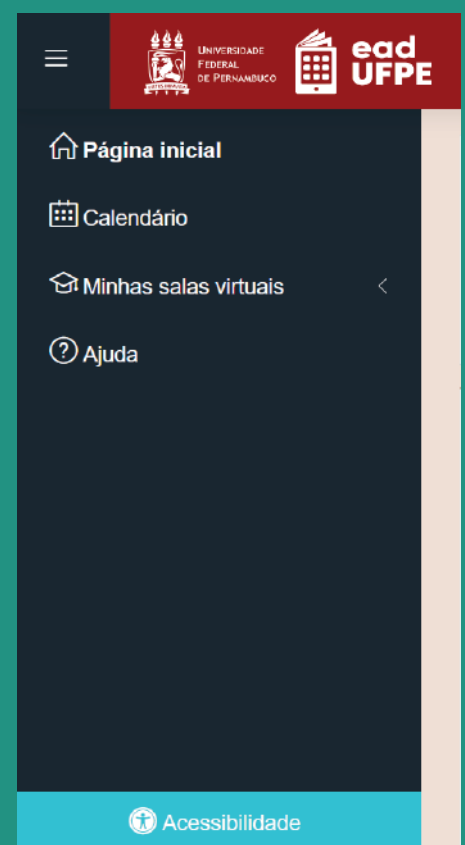 UNIVERSIDADE
FEDERAL
DE PERNAMBUCO
ead
UFPE
Página inicial
Calendário
Minhas salas virtuais
Ajuda
Acessibilidade